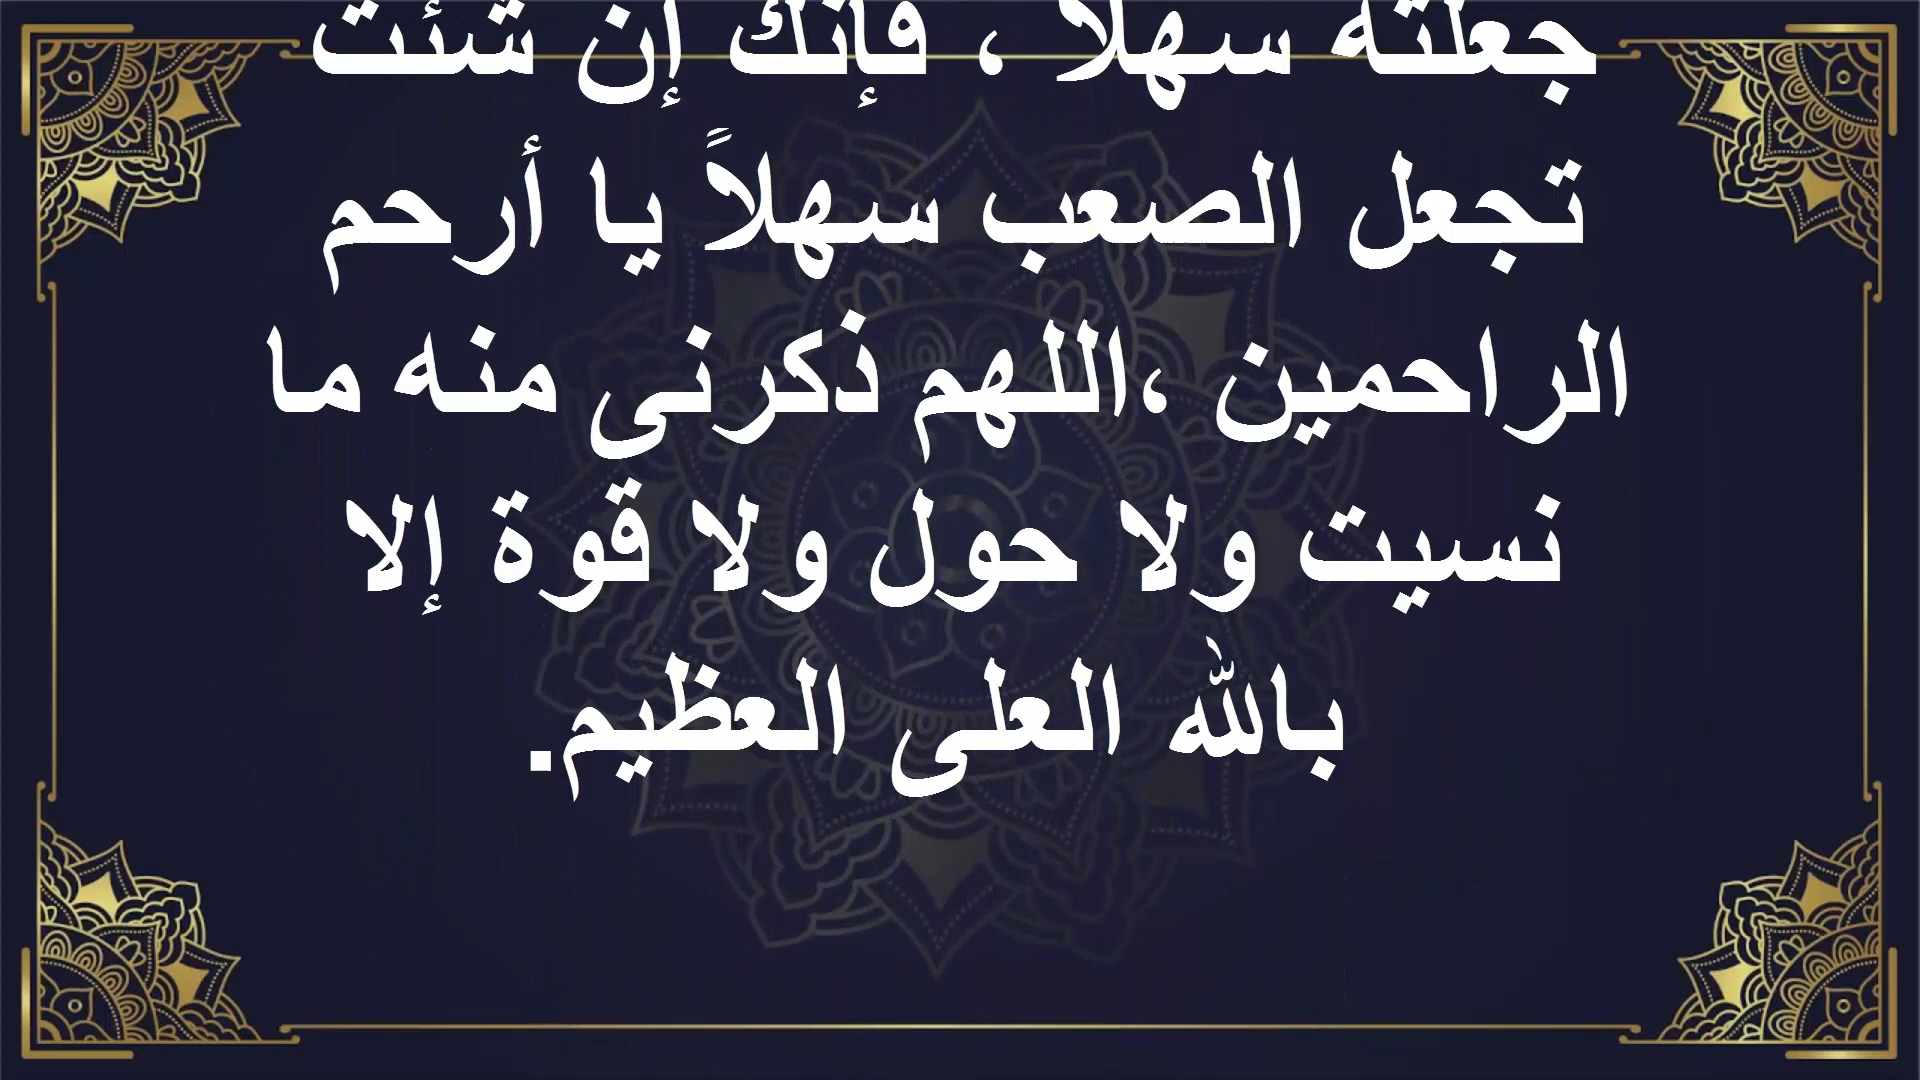 جعلته سهلا ، فإنك إن شئت
تجعل الصعب سهلاً يا أرحم
الراحمين ،اللهم ذكرنى منه ما
نسيت ولا حول ولا قوة إلا
بالله العلى العظيم.